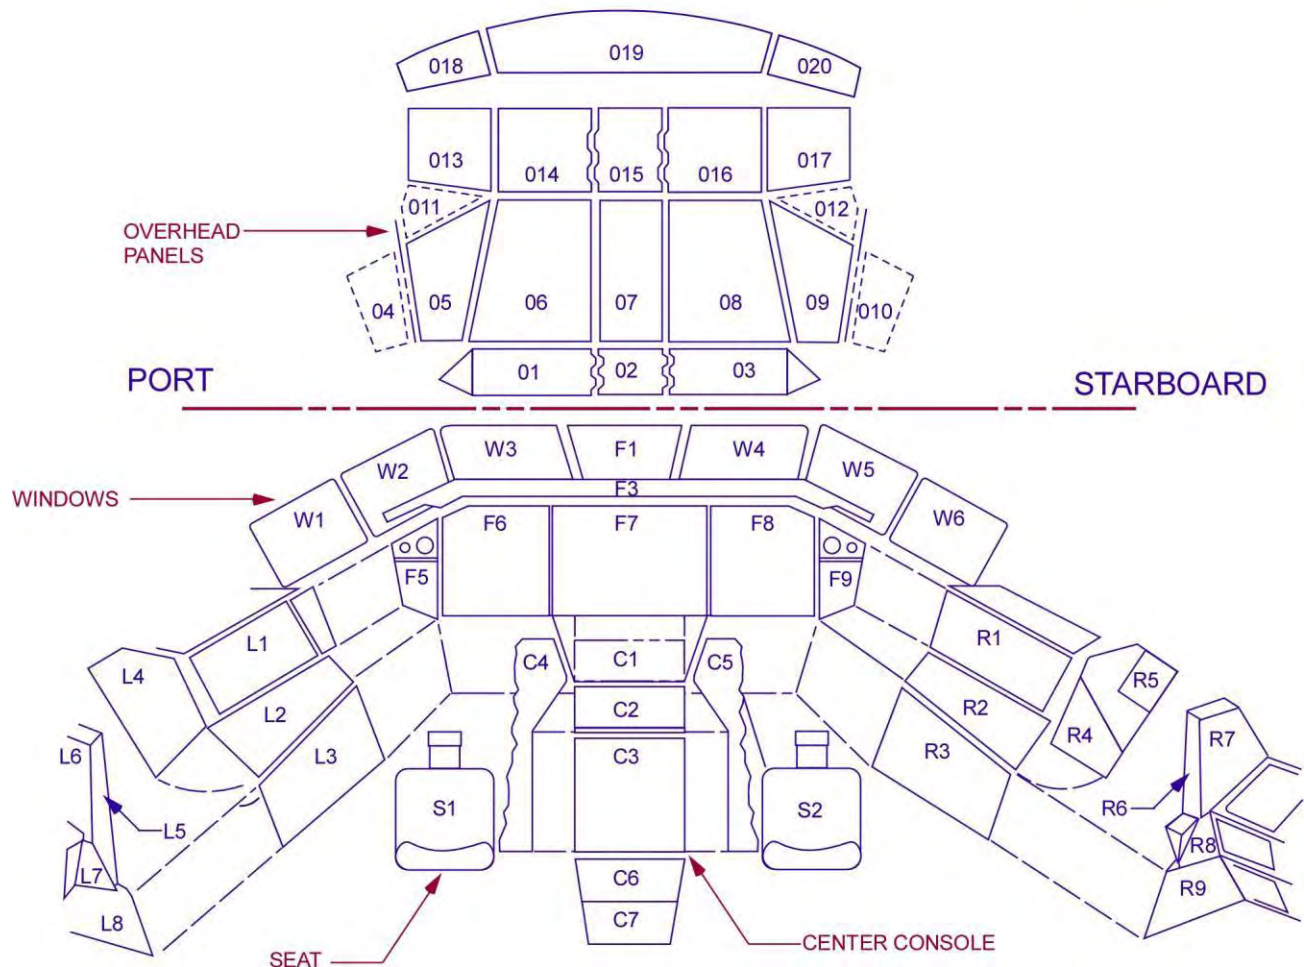 018 019 020
013 014 015 016 017
011 012
OVERHEAD
PANELS
04 05 06 07 08 09 010
01 02 03
PORT STARBOARD
W3 F1 W4
W2 W5
F3
WINDOWS
W1 F6 F7 F8 W6
F5 F9
L1 R1
L4 C4 C1 C5 R5
L2 C2 R2
R4
L6 L3 C3 R3 R7
S1 S2
L5 R6
R8
L7 C6 R9
L8 C7
CENTER CONSOLE
SEAT